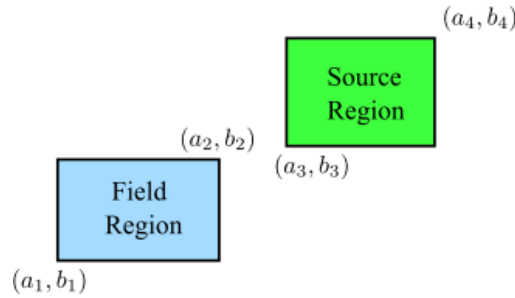 (a₄, b₄)
Source
Region
(a₂, b₂)
(a₃, b₃)
Field
Region
(a₁, b₁)